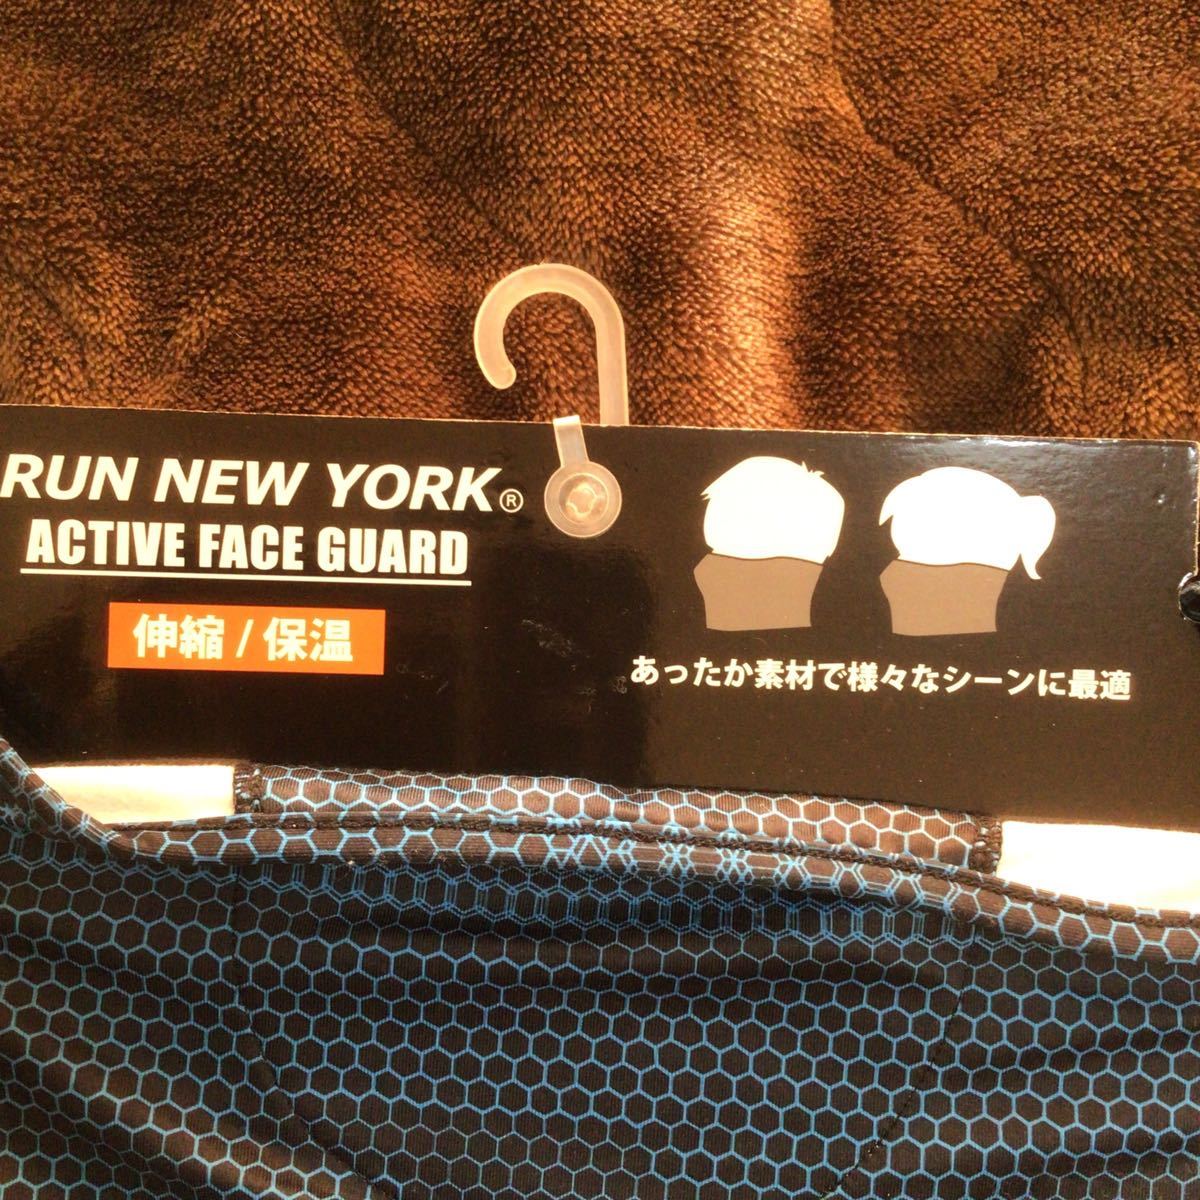 RUN NEW YORK®
ACTIVE FACE GUARD
伸縮 / 保温
あったか素材で様々なシーンに最適